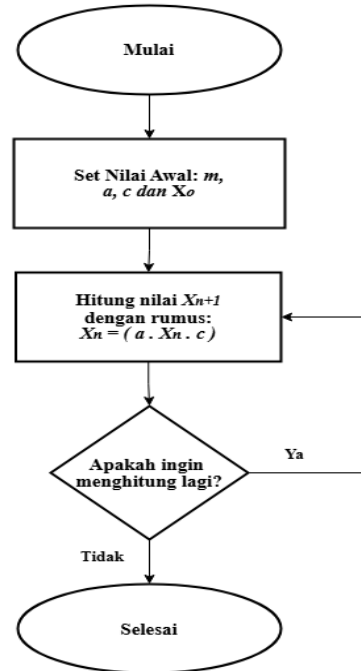 Mulai
Set Nilai Awal: m,
a, c dan Xo
Hitung nilai Xn+1
dengan rumus:
Xn = ( a . Xn . c )
Apakah ingin
menghitung lagi?
Ya
Tidak
Selesai